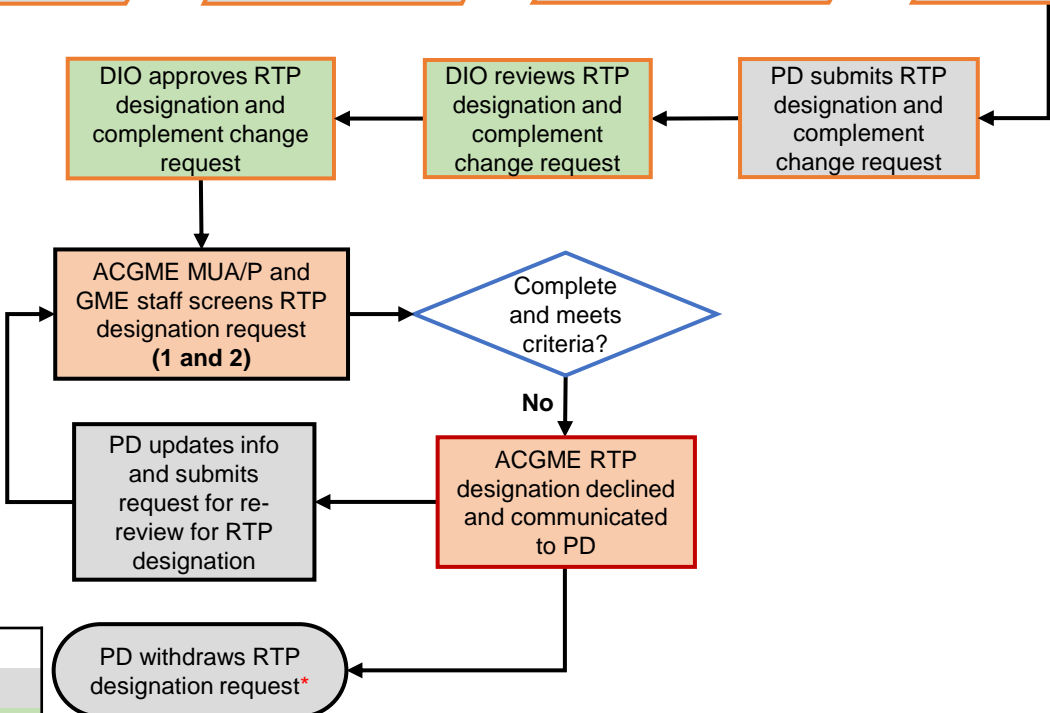 DIO approves RTP
designation and
complement change
request
DIO reviews RTP
designation and
complement
change request
PD submits RTP
designation and
complement
change request
ACGME MUA/P and
GME staff screens RTP
designation request
(1 and 2)
Complete
and meets
criteria?
No
PD updates info
and submits
request for re-
review for RTP
designation
ACGME RTP
designation declined
and communicated
to PD
PD withdraws RTP
designation request*